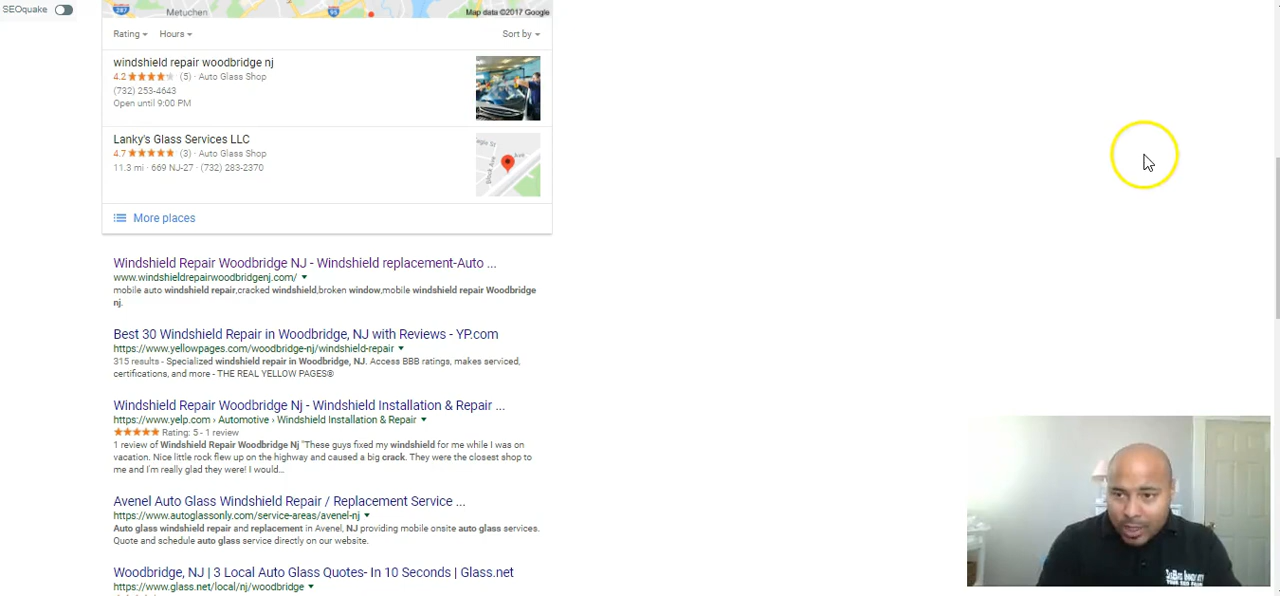 SEOquake
Metuchen
287
95
Map data ©2017 Google
Rating
Hours
Sort by
windshield repair woodbridge nj
4.2 (5) · Auto Glass Shop
(732) 253-4643
Open until 9:00 PM
Lanky's Glass Services LLC
4.7 (3) · Auto Glass Shop
11.3 mi · 669 NJ-27 · (732) 283-2370
More places
Windshield Repair Woodbridge NJ - Windshield replacement-Auto ...
www.windshieldrepairwoodbridgenj.com/
mobile auto windshield repair,cracked windshield,broken window,mobile windshield repair Woodbridge
nj.
Best 30 Windshield Repair in Woodbridge, NJ with Reviews - YP.com
https://www.yellowpages.com/woodbridge-nj/windshield-repair
315 results - Specialized windshield repair in Woodbridge, NJ. Access BBB ratings, makes serviced,
certifications, and more - THE REAL YELLOW PAGES®
Windshield Repair Woodbridge Nj - Windshield Installation & Repair ...
https://www.yelp.com › Automotive › Windshield Installation & Repair
Rating: 5 - 1 review
1 review of Windshield Repair Woodbridge Nj "These guys fixed my windshield for me while I was on
vacation. Nice little rock flew up on the highway and caused a big crack. They were the closest shop to
me and I'm really glad they were! I would...
Avenel Auto Glass Windshield Repair / Replacement Service ...
https://www.autoglassonly.com/service-areas/avenel-nj
Auto glass windshield repair and replacement in Avenel, NJ providing mobile onsite auto glass services.
Quote and schedule auto glass service directly on our website.
Woodbridge, NJ | 3 Local Auto Glass Quotes- In 10 Seconds | Glass.net
https://www.glass.net/local/nj/woodbridge